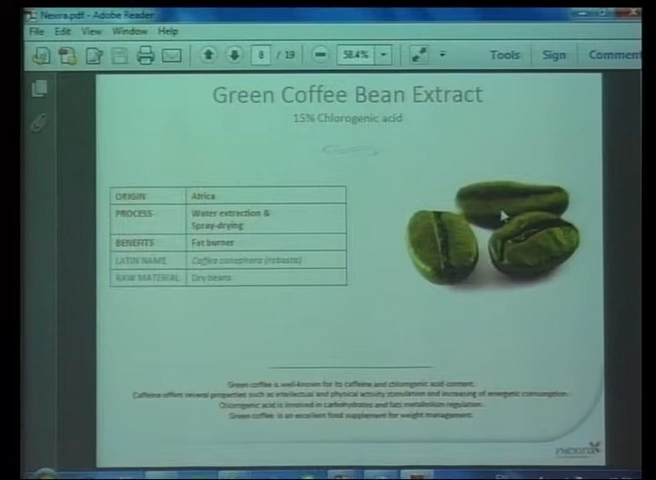 Nexira.pdf - Adobe Reader
File Edit View Window Help
8 / 19 58.4% Tools Sign Comment
Green Coffee Bean Extract
15% Chlorogenic acid
ORIGIN Africa
PROCESS Water extraction &
Spray-drying
BENEFITS Fat burner
LATIN NAME Coffea canephora (robusta)
RAW MATERIAL Dry beans
Green coffee is well-known for its caffeine and chlorogenic acid content.
Caffeine offers several properties such as intellectual and physical activity stimulation and increasing of energetic consumption.
Chlorogenic acid is involved in carbohydrates and fats metabolism regulation.
Green coffee is an excellent food supplement for weight management.
nexira